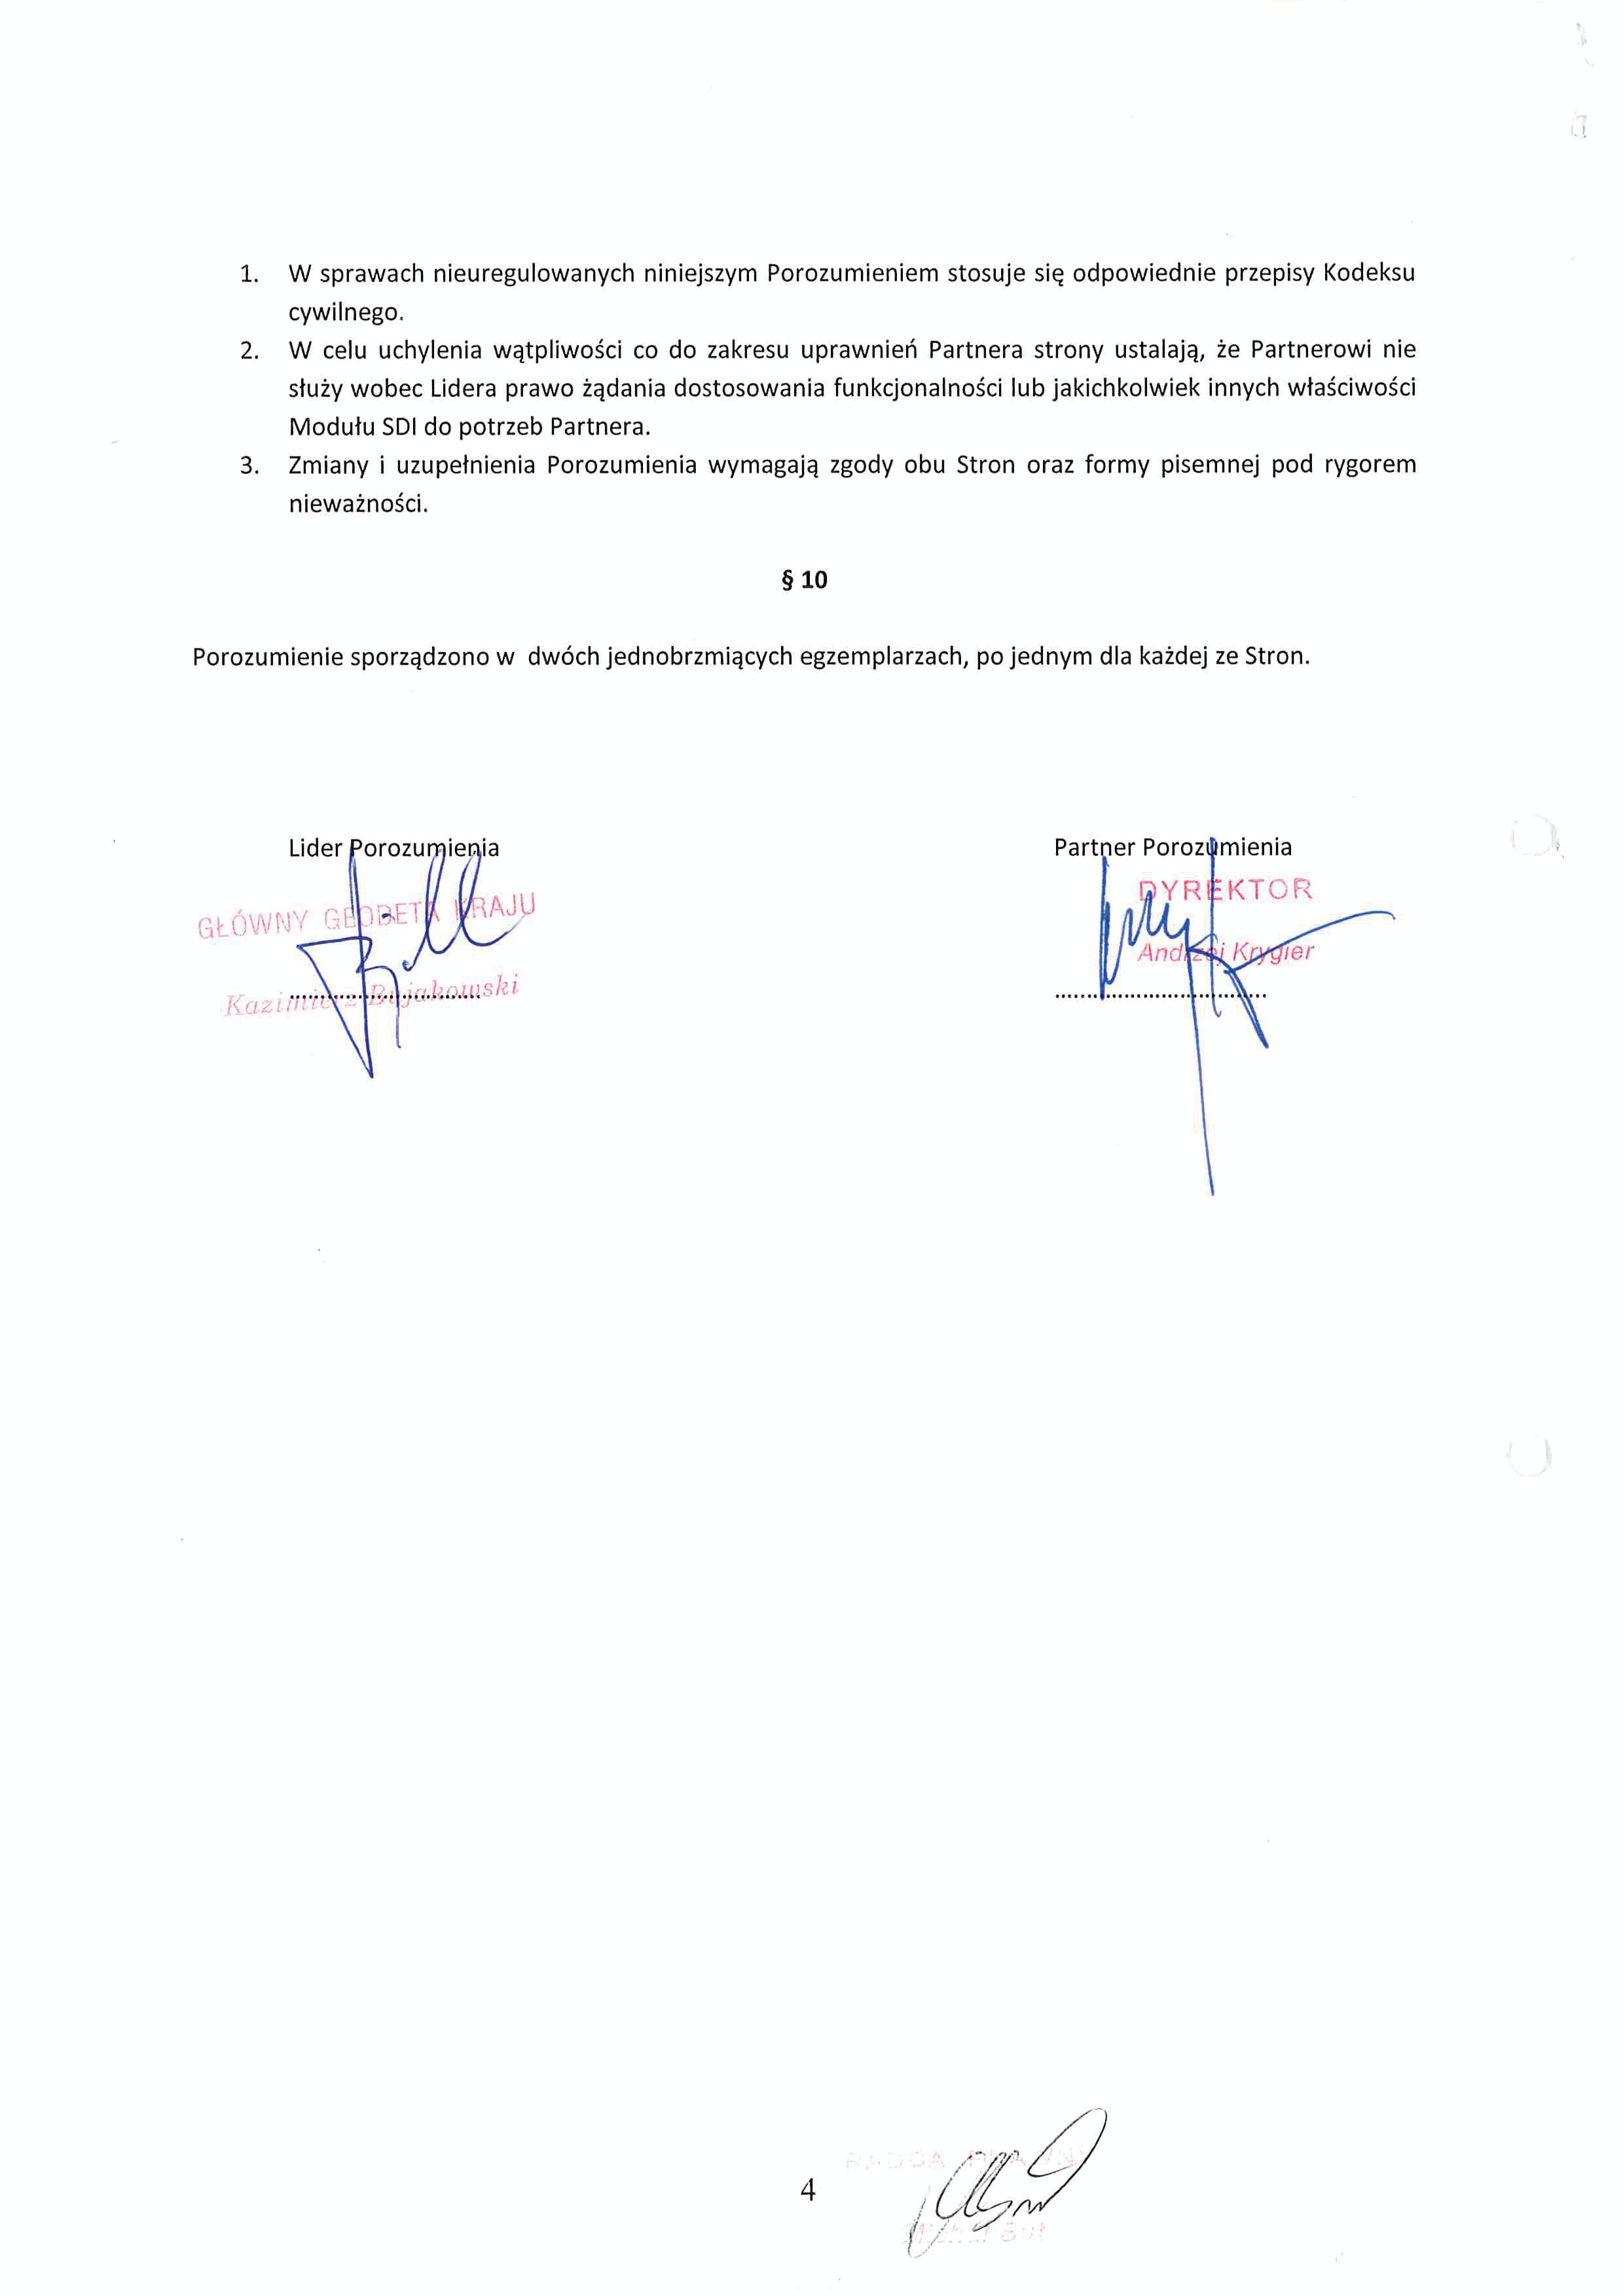 1. W sprawach nieuregulowanych niniejszym Porozumieniem stosuje się odpowiednie przepisy Kodeksu
cywilnego.
2. W celu uchylenia wątpliwości co do zakresu uprawnień Partnera strony ustalają, że Partnerowi nie
służy wobec Lidera prawo żądania dostosowania funkcjonalności lub jakichkolwiek innych właściwości
Modułu SDI do potrzeb Partnera.
3. Zmiany i uzupełnienia Porozumienia wymagają zgody obu Stron oraz formy pisemnej pod rygorem
nieważności.
§ 10
Porozumienie sporządzono w dwóch jednobrzmiących egzemplarzach, po jednym dla każdej ze Stron.
Lider Porozumienia
GŁÓWNY GEODETA KRAJU
Kazimierz Bujakowski
Partner Porozumienia
DYREKTOR
Andrzej Krygier
4
RADCA PRAWNY